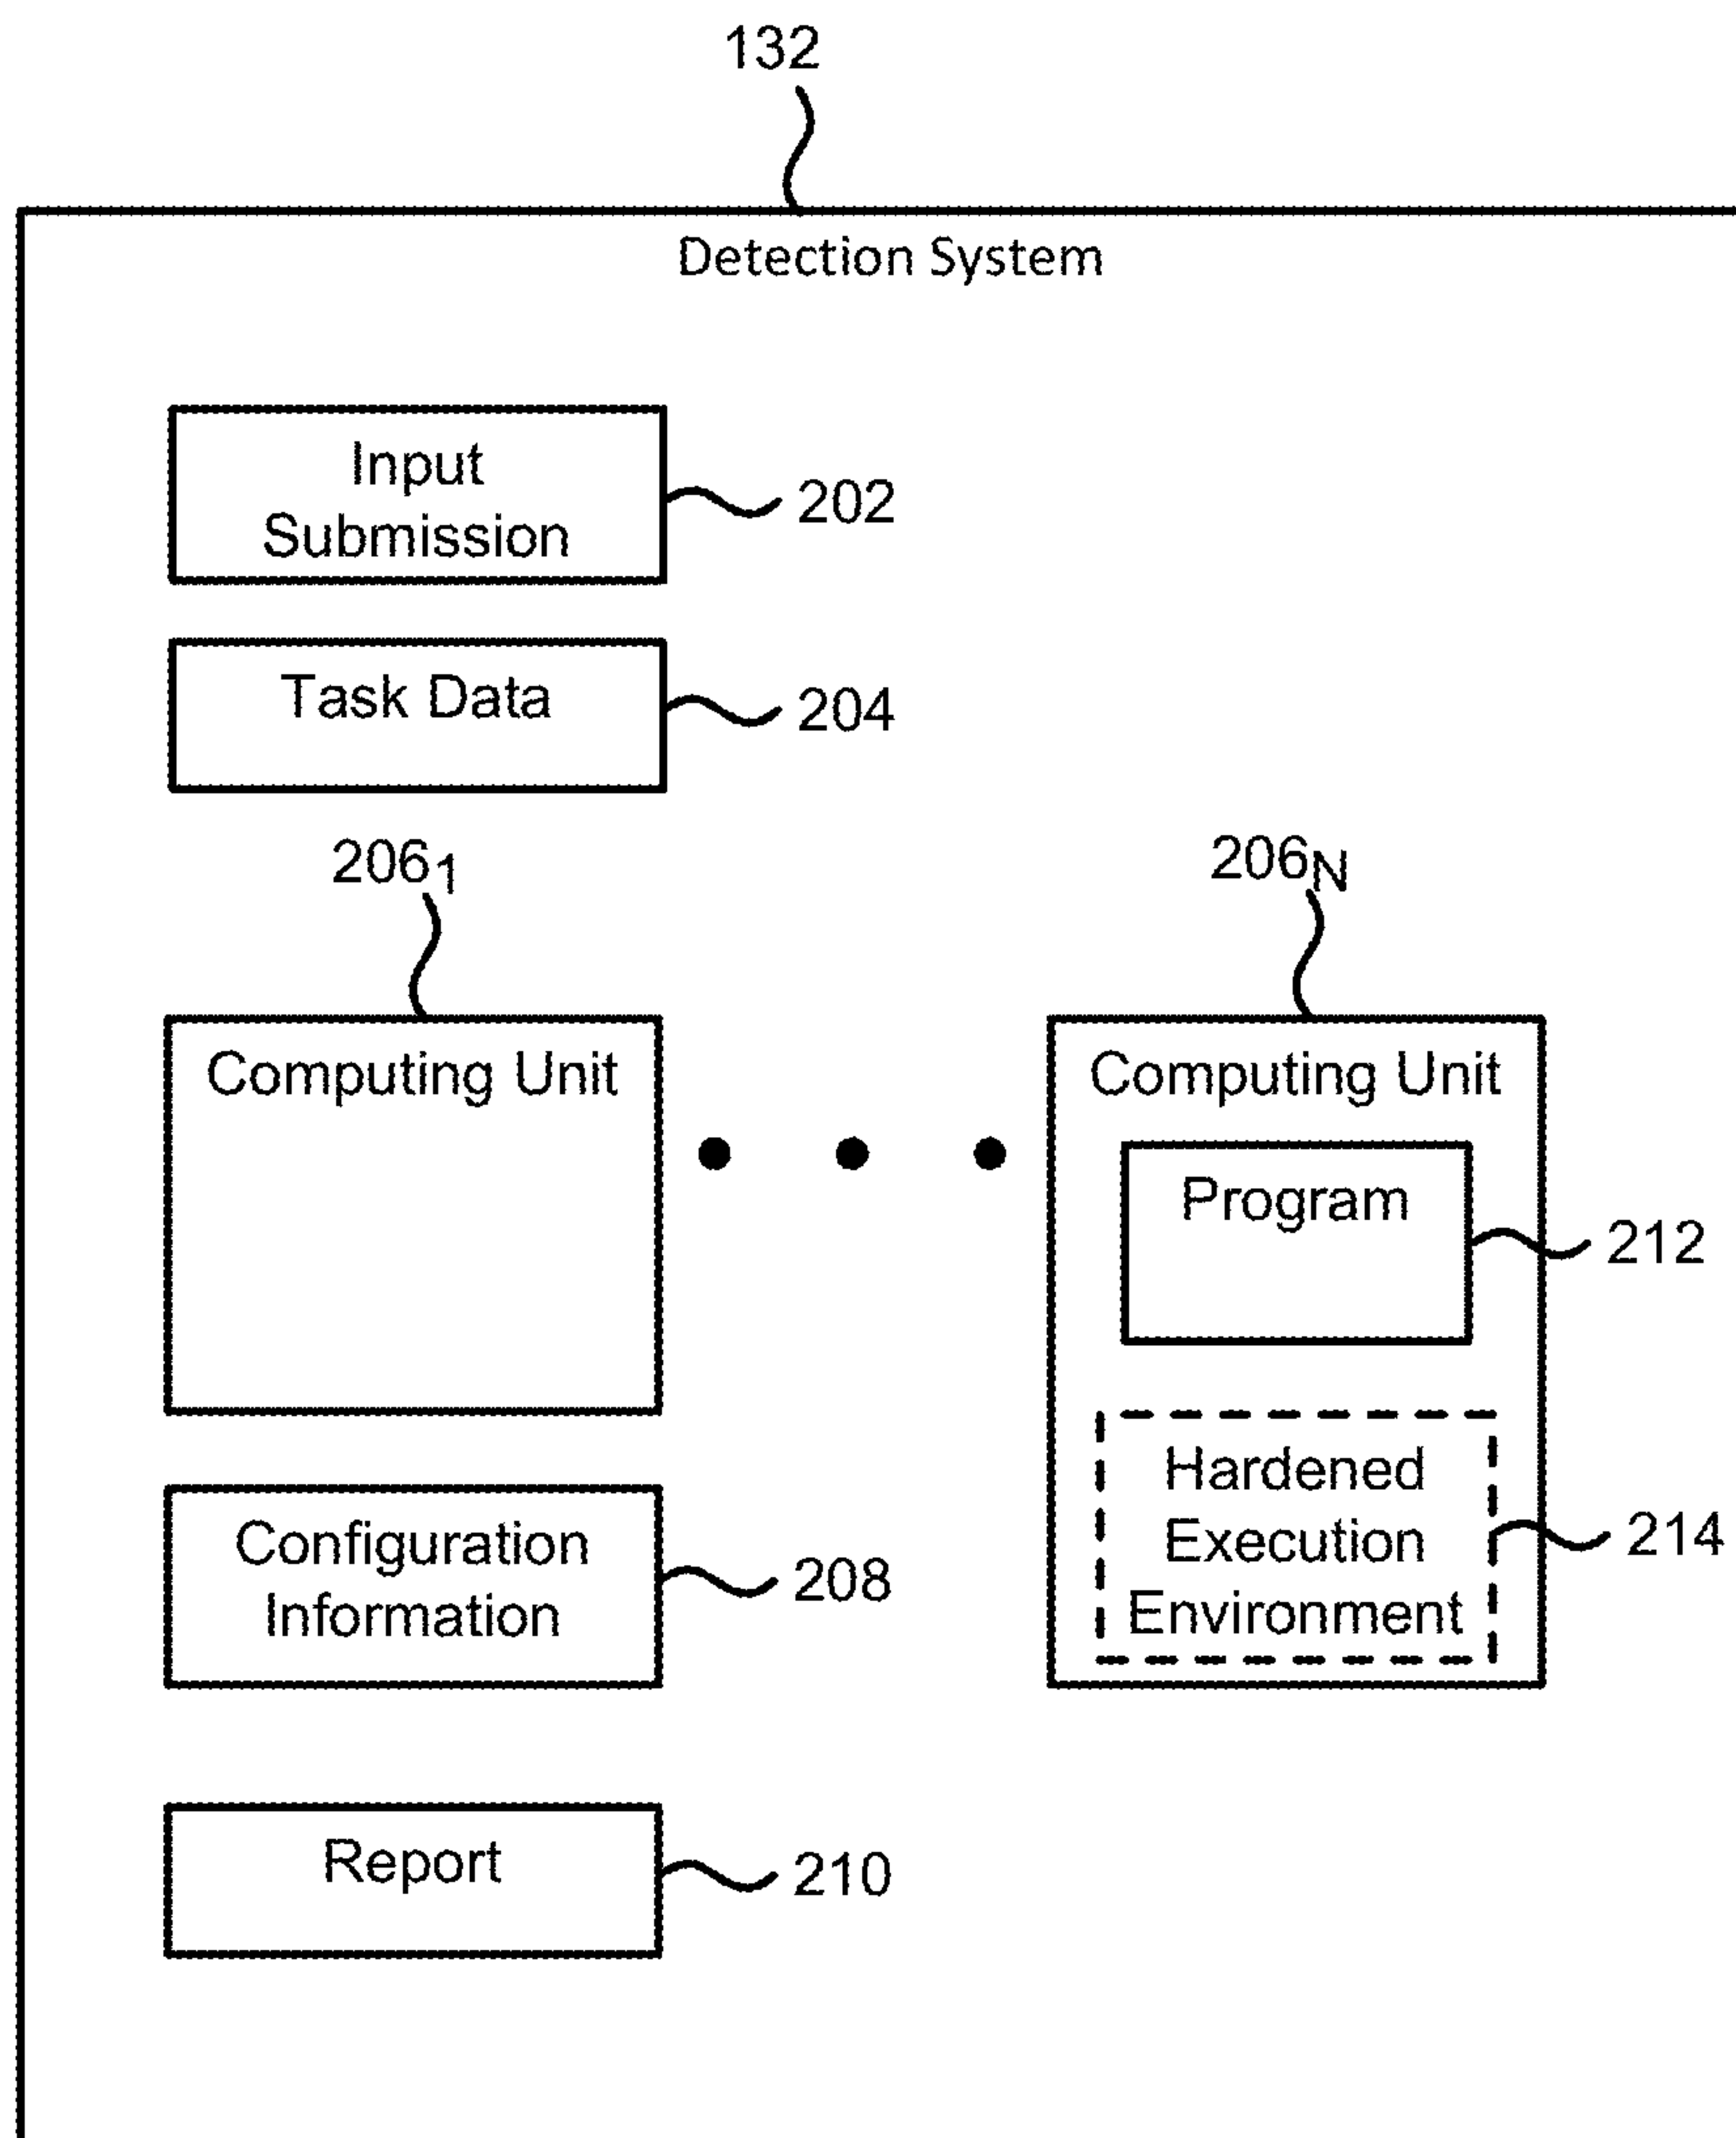 132
Detection System
Input
Submission
202
Task Data
204
206₁
206N
Computing Unit
Computing Unit
Program
212
Hardened
Execution
Environment
214
Configuration
Information
208
Report
210